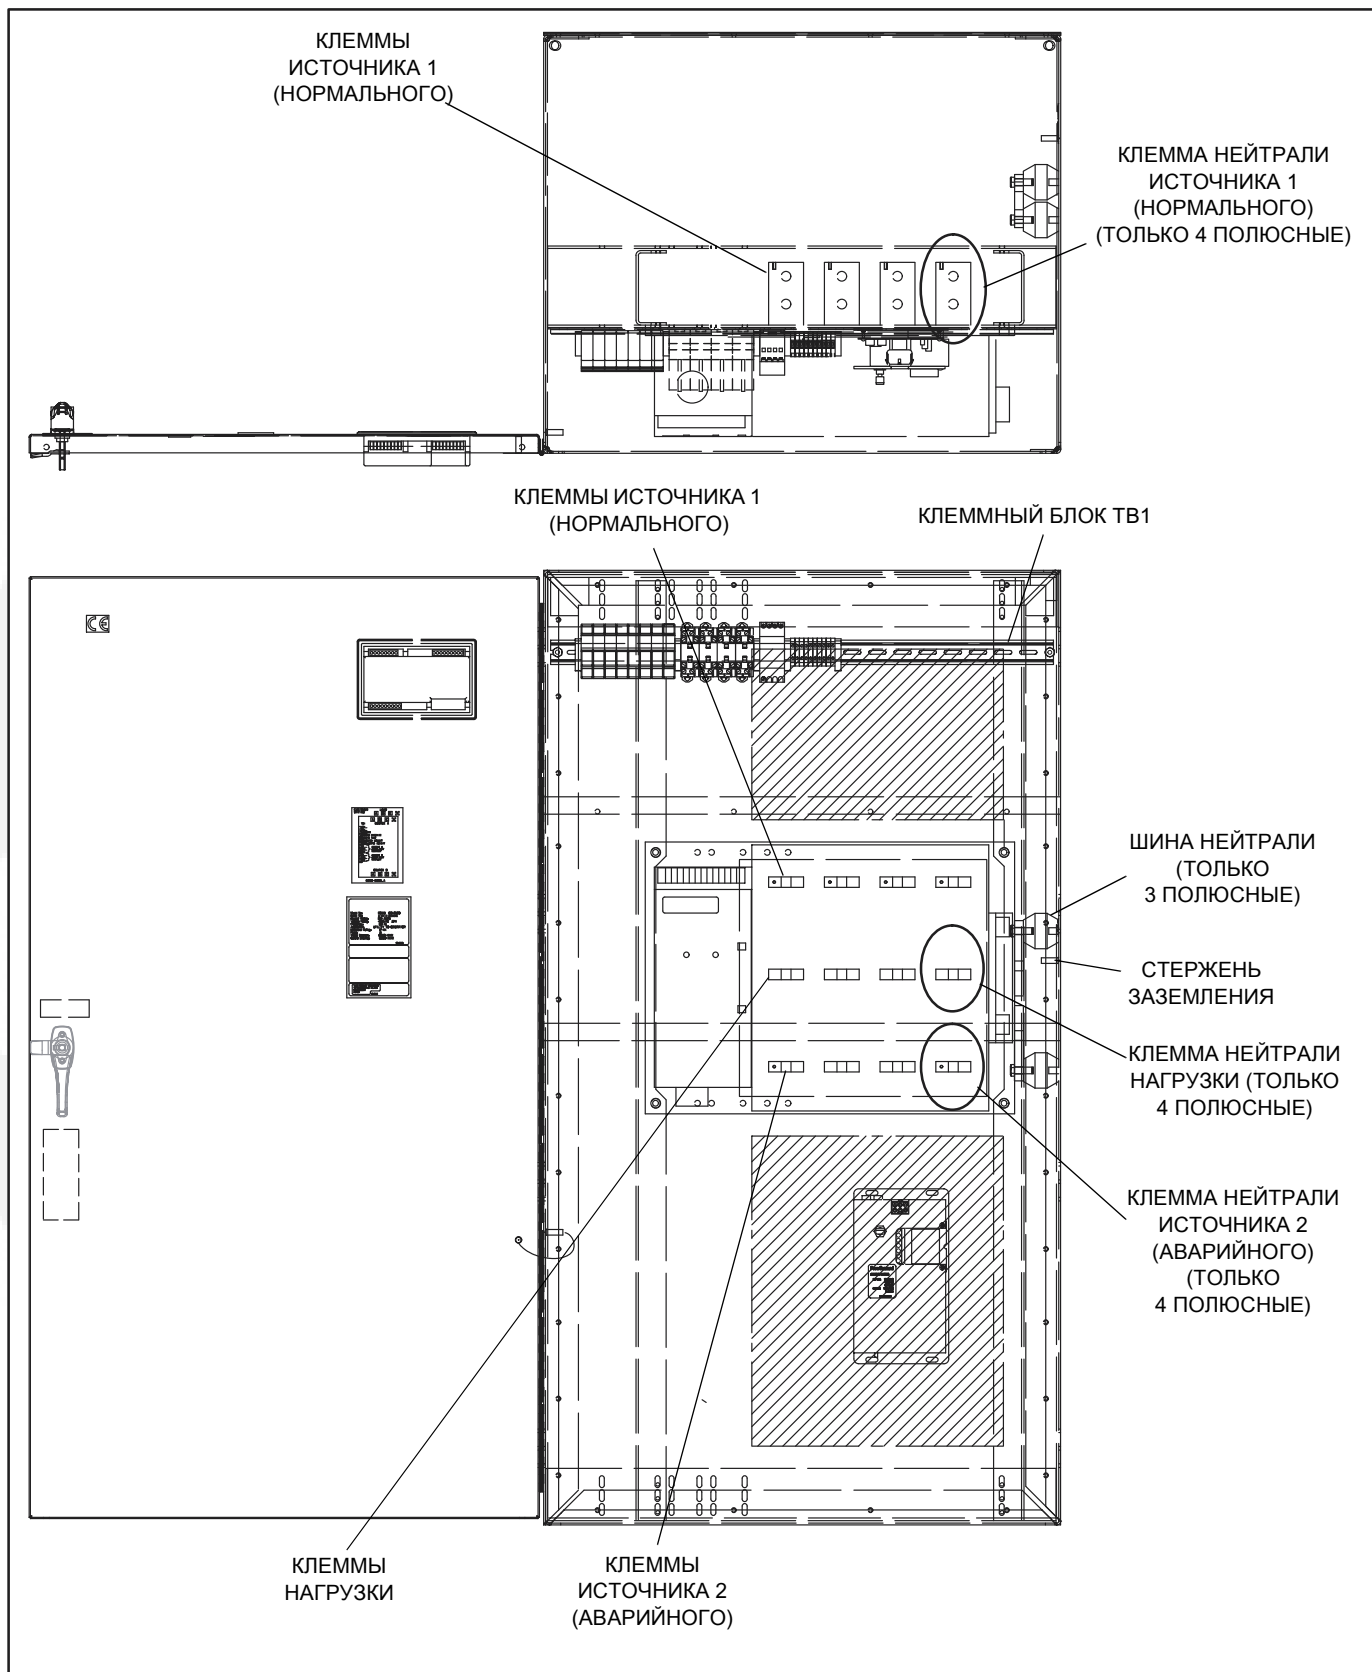 КЛЕММЫ
ИСТОЧНИКА 1
(НОРМАЛЬНОГО)
КЛЕММА НЕЙТРАЛИ
ИСТОЧНИКА 1
(НОРМАЛЬНОГО)
(ТОЛЬКО 4 ПОЛЮСНЫЕ)
КЛЕММЫ ИСТОЧНИКА 1
(НОРМАЛЬНОГО)
КЛЕММНЫЙ БЛОК TB1
CE
ШИНА НЕЙТРАЛИ
(ТОЛЬКО
3 ПОЛЮСНЫЕ)
СТЕРЖЕНЬ
ЗАЗЕМЛЕНИЯ
КЛЕММА НЕЙТРАЛИ
НАГРУЗКИ (ТОЛЬКО
4 ПОЛЮСНЫЕ)
КЛЕММА НЕЙТРАЛИ
ИСТОЧНИКА 2
(АВАРИЙНОГО)
(ТОЛЬКО
4 ПОЛЮСНЫЕ)
КЛЕММЫ
НАГРУЗКИ
КЛЕММЫ
ИСТОЧНИКА 2
(АВАРИЙНОГО)